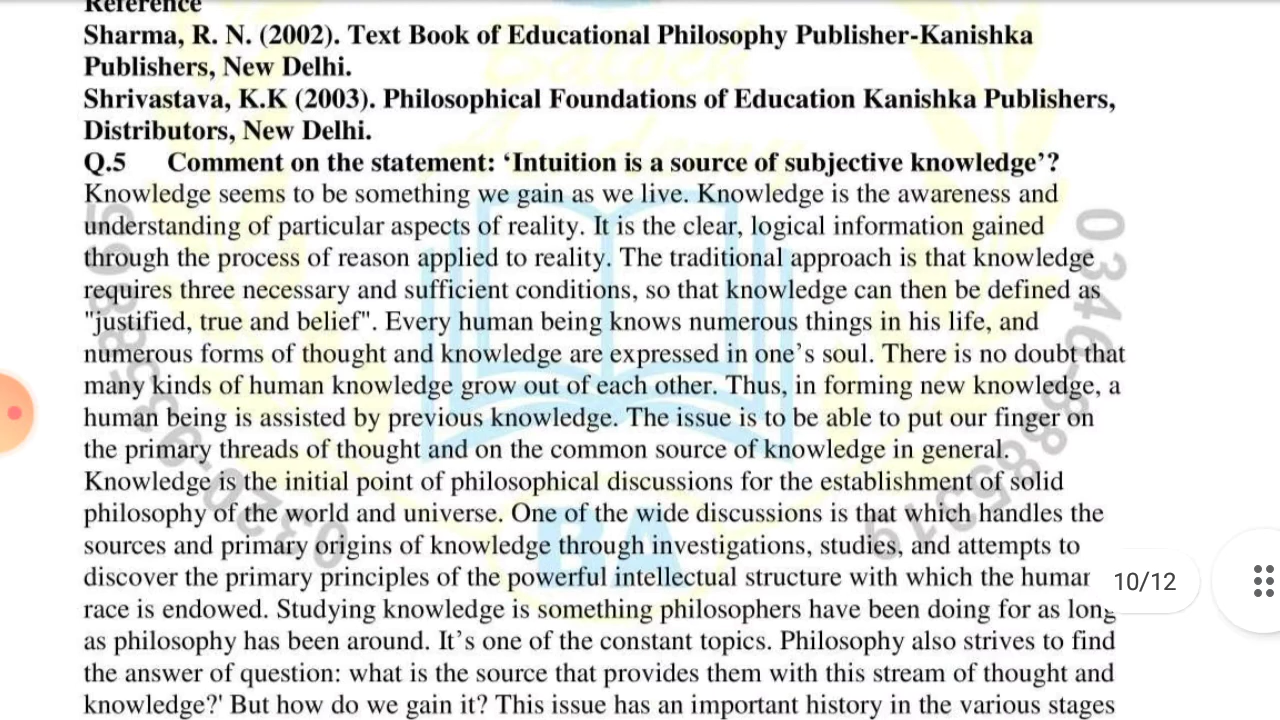 Reference
Sharma, R. N. (2002). Text Book of Educational Philosophy Publisher-Kanishka
Publishers, New Delhi.
Shrivastava, K.K (2003). Philosophical Foundations of Education Kanishka Publishers,
Distributors, New Delhi.
Q.5 Comment on the statement: ‘Intuition is a source of subjective knowledge’?
Knowledge seems to be something we gain as we live. Knowledge is the awareness and
understanding of particular aspects of reality. It is the clear, logical information gained
through the process of reason applied to reality. The traditional approach is that knowledge
requires three necessary and sufficient conditions, so that knowledge can then be defined as
"justified, true and belief". Every human being knows numerous things in his life, and
numerous forms of thought and knowledge are expressed in one’s soul. There is no doubt that
many kinds of human knowledge grow out of each other. Thus, in forming new knowledge, a
human being is assisted by previous knowledge. The issue is to be able to put our finger on
the primary threads of thought and on the common source of knowledge in general.
Knowledge is the initial point of philosophical discussions for the establishment of solid
philosophy of the world and universe. One of the wide discussions is that which handles the
sources and primary origins of knowledge through investigations, studies, and attempts to
discover the primary principles of the powerful intellectual structure with which the human
10/12
race is endowed. Studying knowledge is something philosophers have been doing for as long
as philosophy has been around. It’s one of the constant topics. Philosophy also strives to find
the answer of question: what is the source that provides them with this stream of thought and
knowledge?' But how do we gain it? This issue has an important history in the various stages
BA